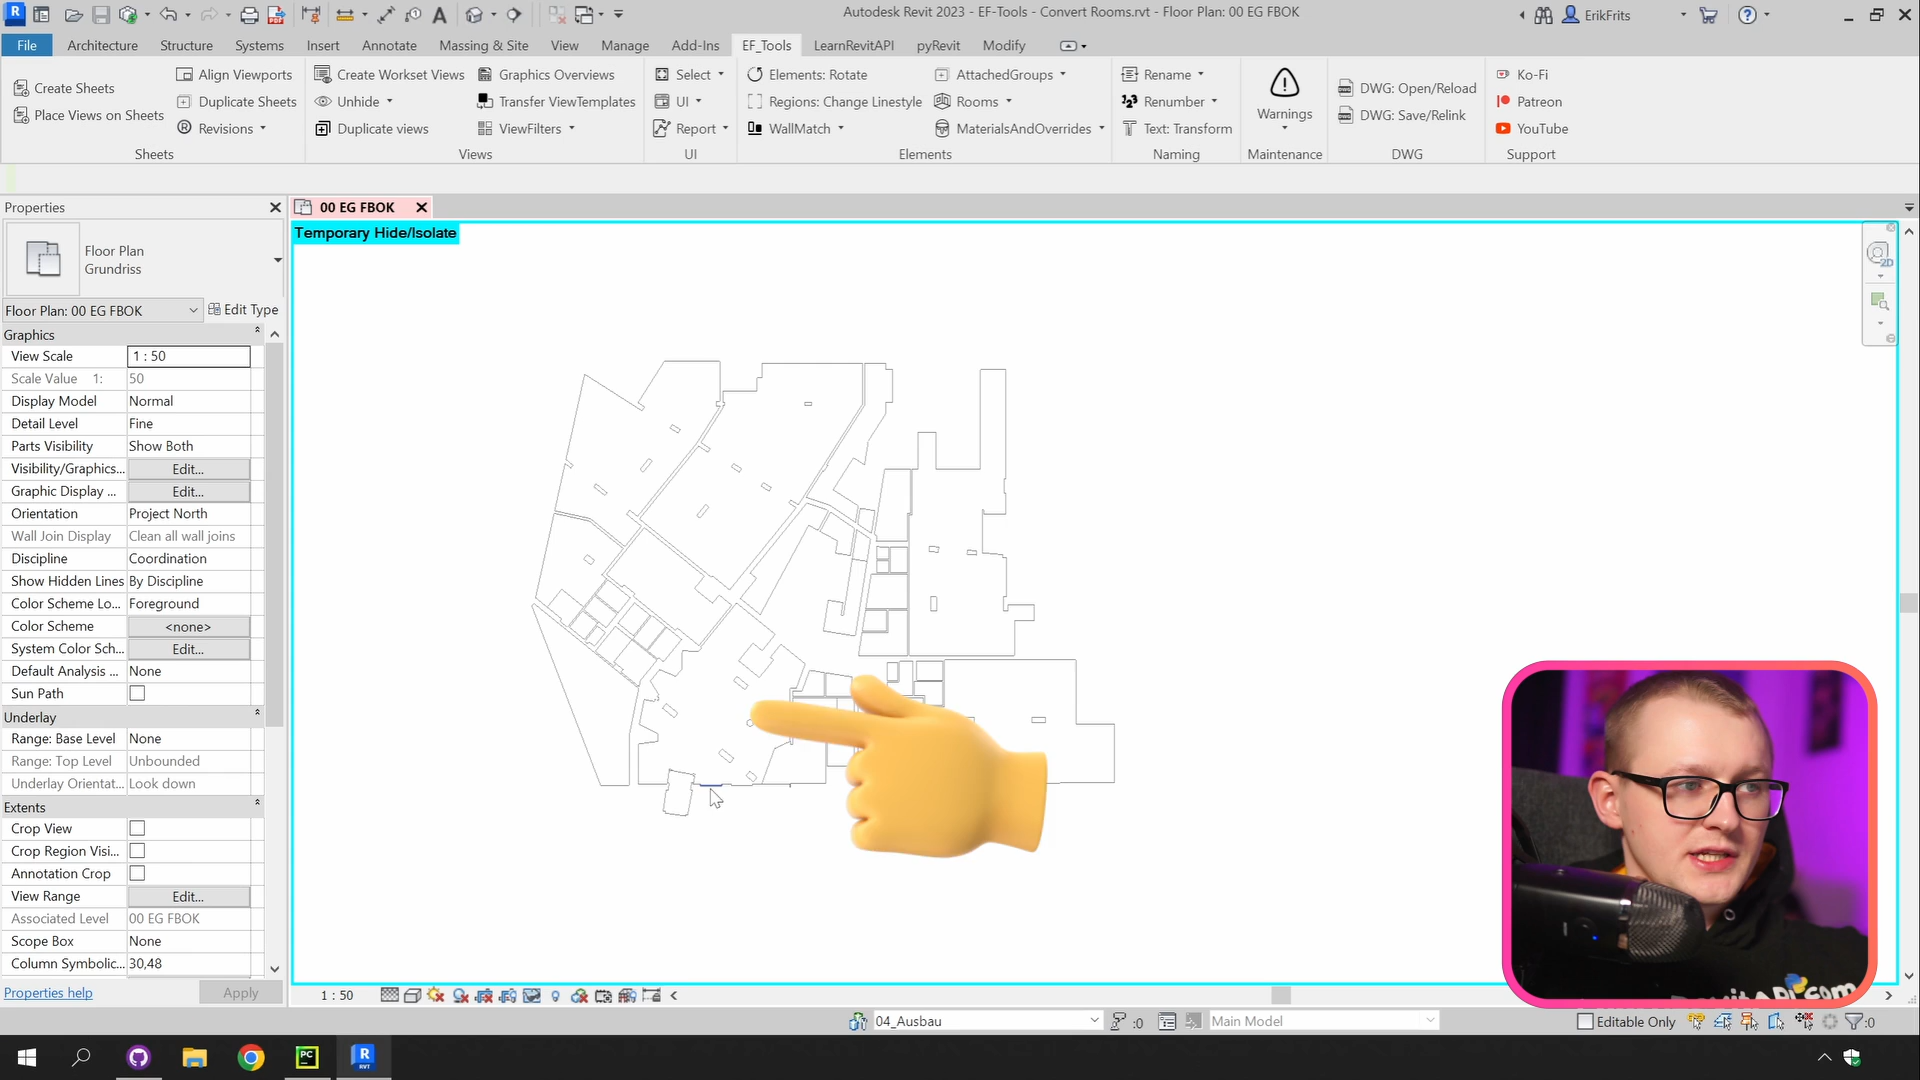 Autodesk Revit 2023 - EF-Tools - Convert Rooms.rvt - Floor Plan: 00 EG FBOK
ErikFrits
File
Architecture
Structure
Systems
Insert
Annotate
Massing & Site
View
Manage
Add-Ins
EF_Tools
LearnRevitAPI
pyRevit
Modify
Create Sheets
Place Views on Sheets
Align Viewports
Duplicate Sheets
Revisions
Sheets
Create Workset Views
Unhide
Duplicate views
Graphics Overviews
Transfer ViewTemplates
ViewFilters
Views
Select
UI
Report
UI
Elements: Rotate
Regions: Change Linestyle
WallMatch
AttachedGroups
Rooms
MaterialsAndOverrides
Elements
Rename
Renumber
Text: Transform
Naming
Warnings
Maintenance
DWG: Open/Reload
DWG: Save/Relink
DWG
Ko-Fi
Patreon
YouTube
Support
Properties
Floor Plan
Grundriss
Floor Plan: 00 EG FBOK
Edit Type
Graphics
View Scale 1 : 50
Scale Value 1: 50
Display Model Normal
Detail Level Fine
Parts Visibility Show Both
Visibility/Graphics... Edit...
Graphic Display ... Edit...
Orientation Project North
Wall Join Display Clean all wall joins
Discipline Coordination
Show Hidden Lines By Discipline
Color Scheme Lo... Foreground
Color Scheme <none>
System Color Sch... Edit...
Default Analysis ... None
Sun Path
Underlay
Range: Base Level None
Range: Top Level Unbounded
Underlay Orientat... Look down
Extents
Crop View
Crop Region Visi...
Annotation Crop
View Range Edit...
Associated Level 00 EG FBOK
Scope Box None
Column Symbolic... 30,48
Properties help
Apply
00 EG FBOK
Temporary Hide/Isolate
2D
1 : 50
04_Ausbau
:0
Main Model
Editable Only
:0
PC
R
RVT